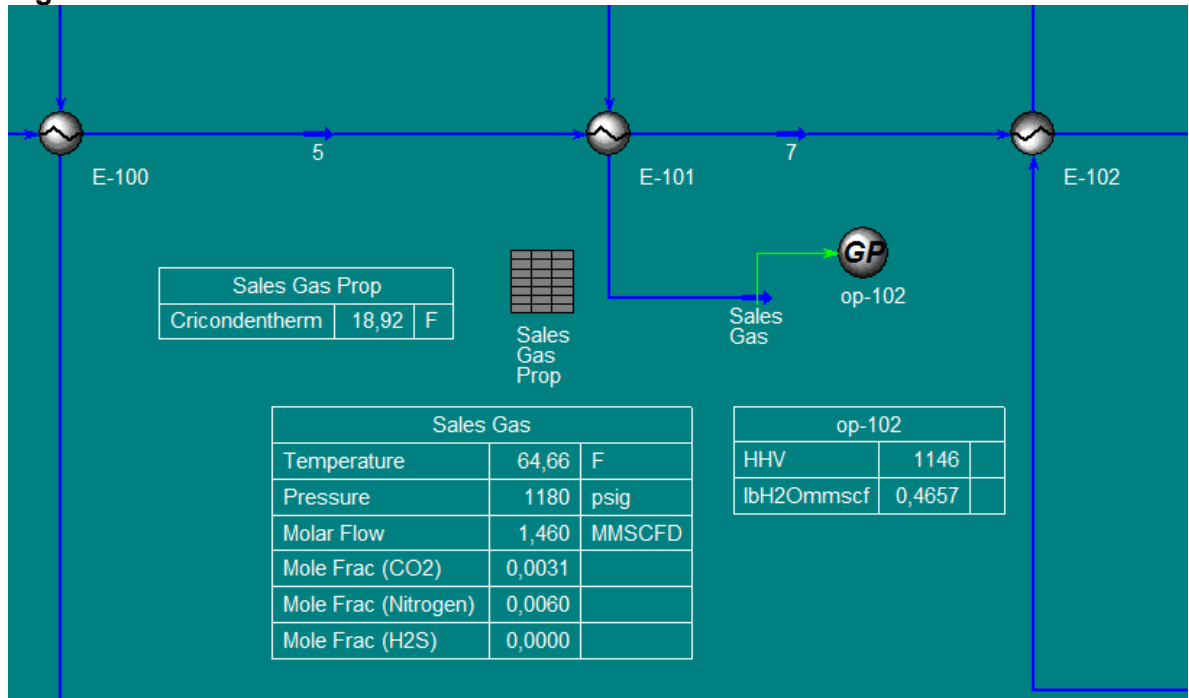 5
7
E-100
E-101
E-102
GP
op-102
Sales Gas Prop
Cricondentherm 18,92 F
Sales
Gas
Prop
Sales
Gas
Sales Gas
Temperature 64,66 F
Pressure 1180 psig
Molar Flow 1,460 MMSCFD
Mole Frac (CO2) 0,0031
Mole Frac (Nitrogen) 0,0060
Mole Frac (H2S) 0,0000
op-102
HHV 1146
lbH2Ommscf 0,4657